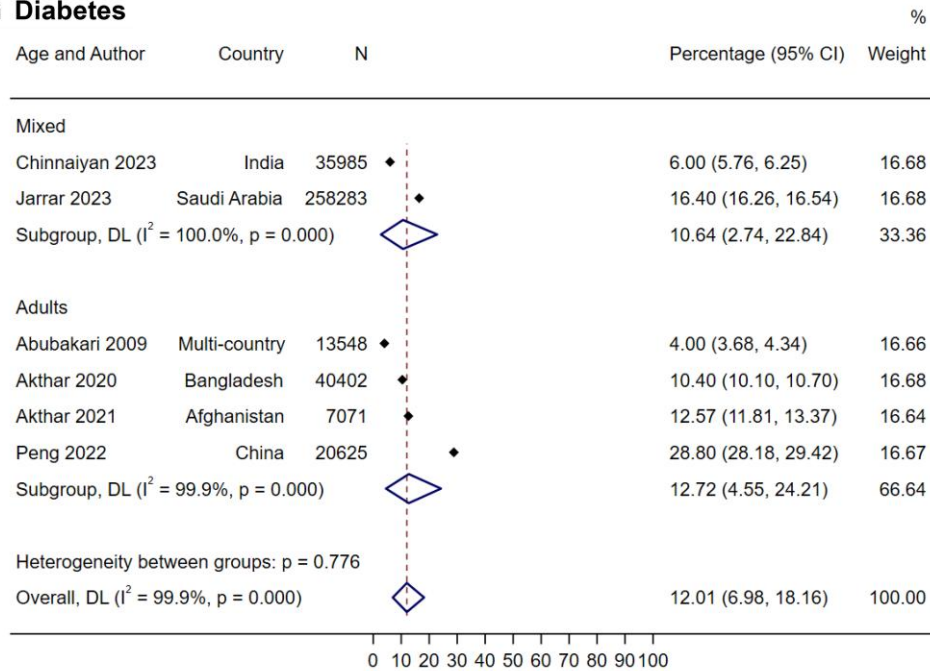 Diabetes
%
Age and Author Country N Percentage (95% CI) Weight
Mixed
Chinnaiyan 2023 India 35985 6.00 (5.76, 6.25) 16.68
Jarrar 2023 Saudi Arabia 258283 16.40 (16.26, 16.54) 16.68
Subgroup, DL (I² = 100.0%, p = 0.000) 10.64 (2.74, 22.84) 33.36
Adults
Abubakari 2009 Multi-country 13548 4.00 (3.68, 4.34) 16.66
Akthar 2020 Bangladesh 40402 10.40 (10.10, 10.70) 16.68
Akthar 2021 Afghanistan 7071 12.57 (11.81, 13.37) 16.64
Peng 2022 China 20625 28.80 (28.18, 29.42) 16.67
Subgroup, DL (I² = 99.9%, p = 0.000) 12.72 (4.55, 24.21) 66.64
Heterogeneity between groups: p = 0.776
Overall, DL (I² = 99.9%, p = 0.000) 12.01 (6.98, 18.16) 100.00
0 10 20 30 40 50 60 70 80 90 100